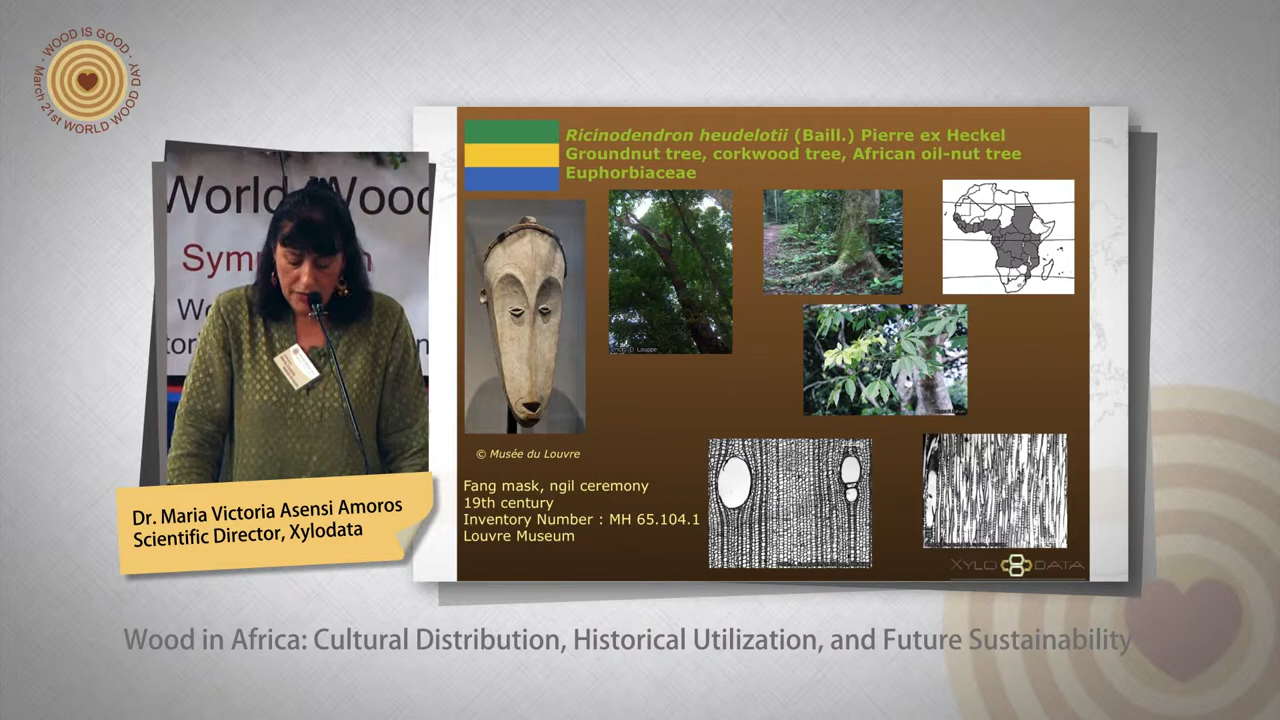 · WOOD IS GOOD ·
March 21st WORLD WOOD DAY
World Wood
Sym
Ricinodendron heudelotii (Baill.) Pierre ex Heckel
Groundnut tree, corkwood tree, African oil-nut tree
Euphorbiaceae
© Musée du Louvre
Fang mask, ngil ceremony
19th century
Inventory Number : MH 65.104.1
Louvre Museum
XYLODATA
Dr. Maria Victoria Asensi Amoros
Scientific Director, Xylodata
Wood in Africa: Cultural Distribution, Historical Utilization, and Future Sustainability